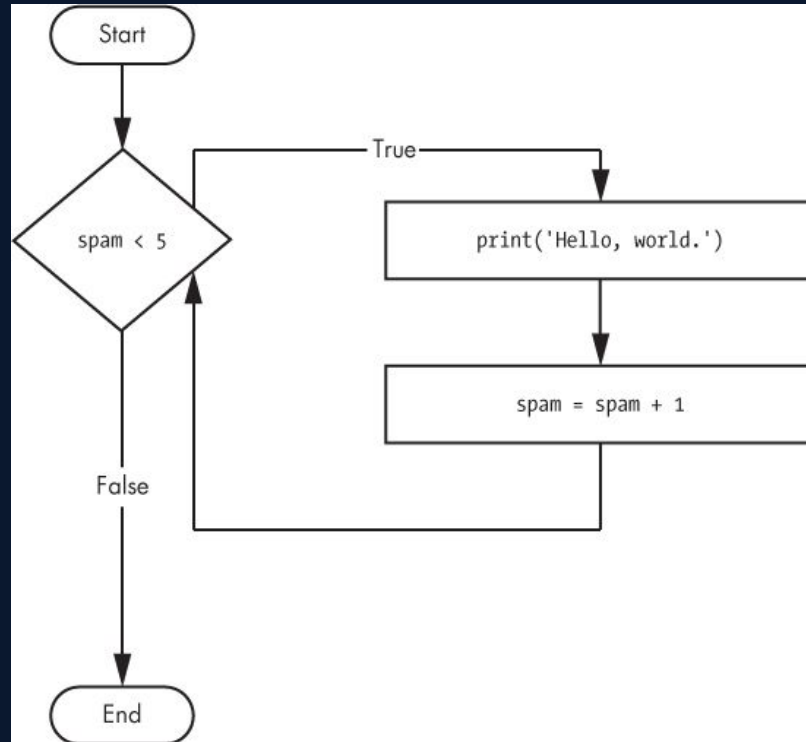 Start
True
spam < 5
print('Hello, world.')
spam = spam + 1
False
End